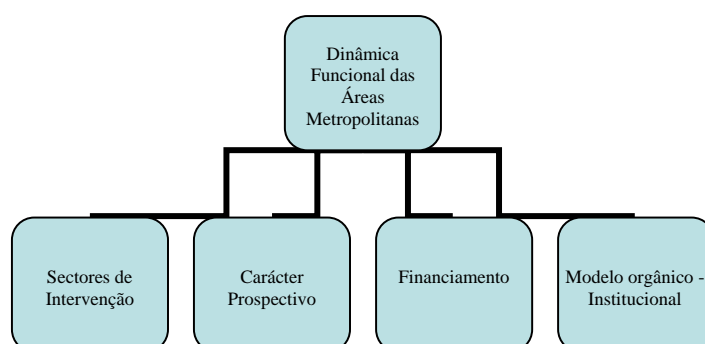 Dinâmica
Funcional das
Áreas
Metropolitanas
Sectores de
Intervenção
Carácter
Prospectivo
Financiamento
Modelo orgânico -
Institucional